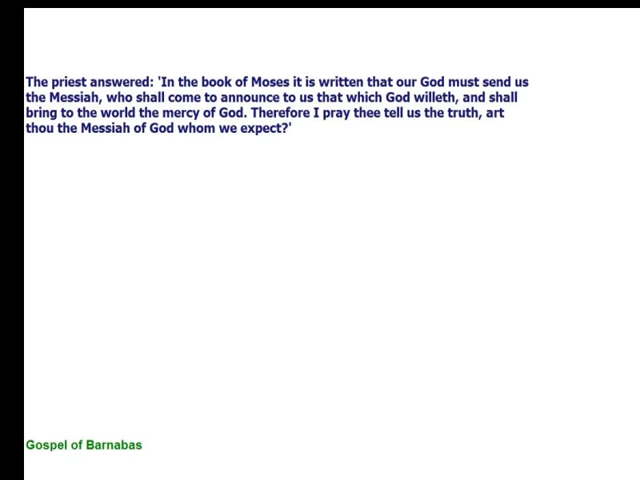 The priest answered: 'In the book of Moses it is written that our God must send us
the Messiah, who shall come to announce to us that which God willeth, and shall
bring to the world the mercy of God. Therefore I pray thee tell us the truth, art
thou the Messiah of God whom we expect?'
Gospel of Barnabas